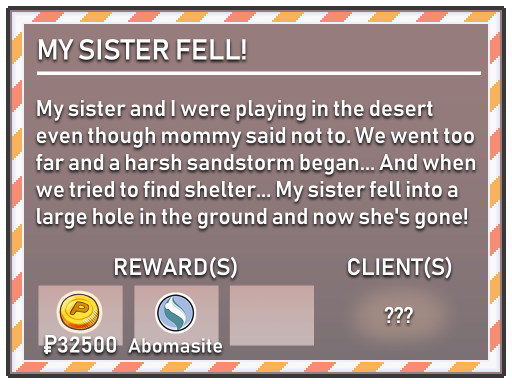 MY SISTER FELL!
My sister and I were playing in the desert
even though mommy said not to. We went too
far and a harsh sandstorm began... And when
we tried to find shelter... My sister fell into a
large hole in the ground and now she's gone!
REWARD(S)
CLIENT(S)
P
₽32500
Abomasite
???